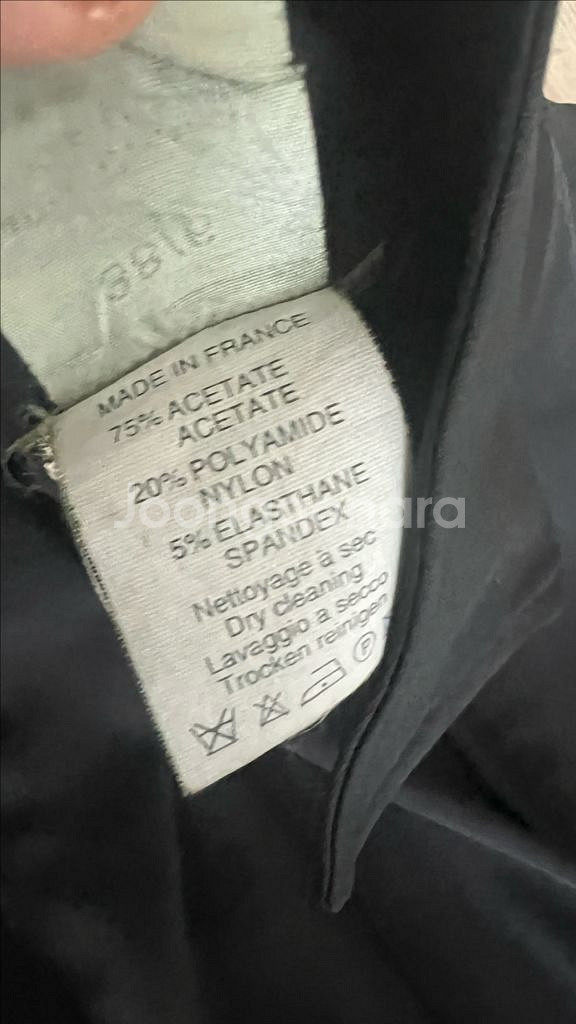 MADE IN FRANCE
75% ACETATE
ACETATE
20% POLYAMIDE
NYLON
5% ELASTHANE
SPANDEX
Nettoyage à sec
Dry cleaning
Lavaggio a secco
Trocken reinigen
P